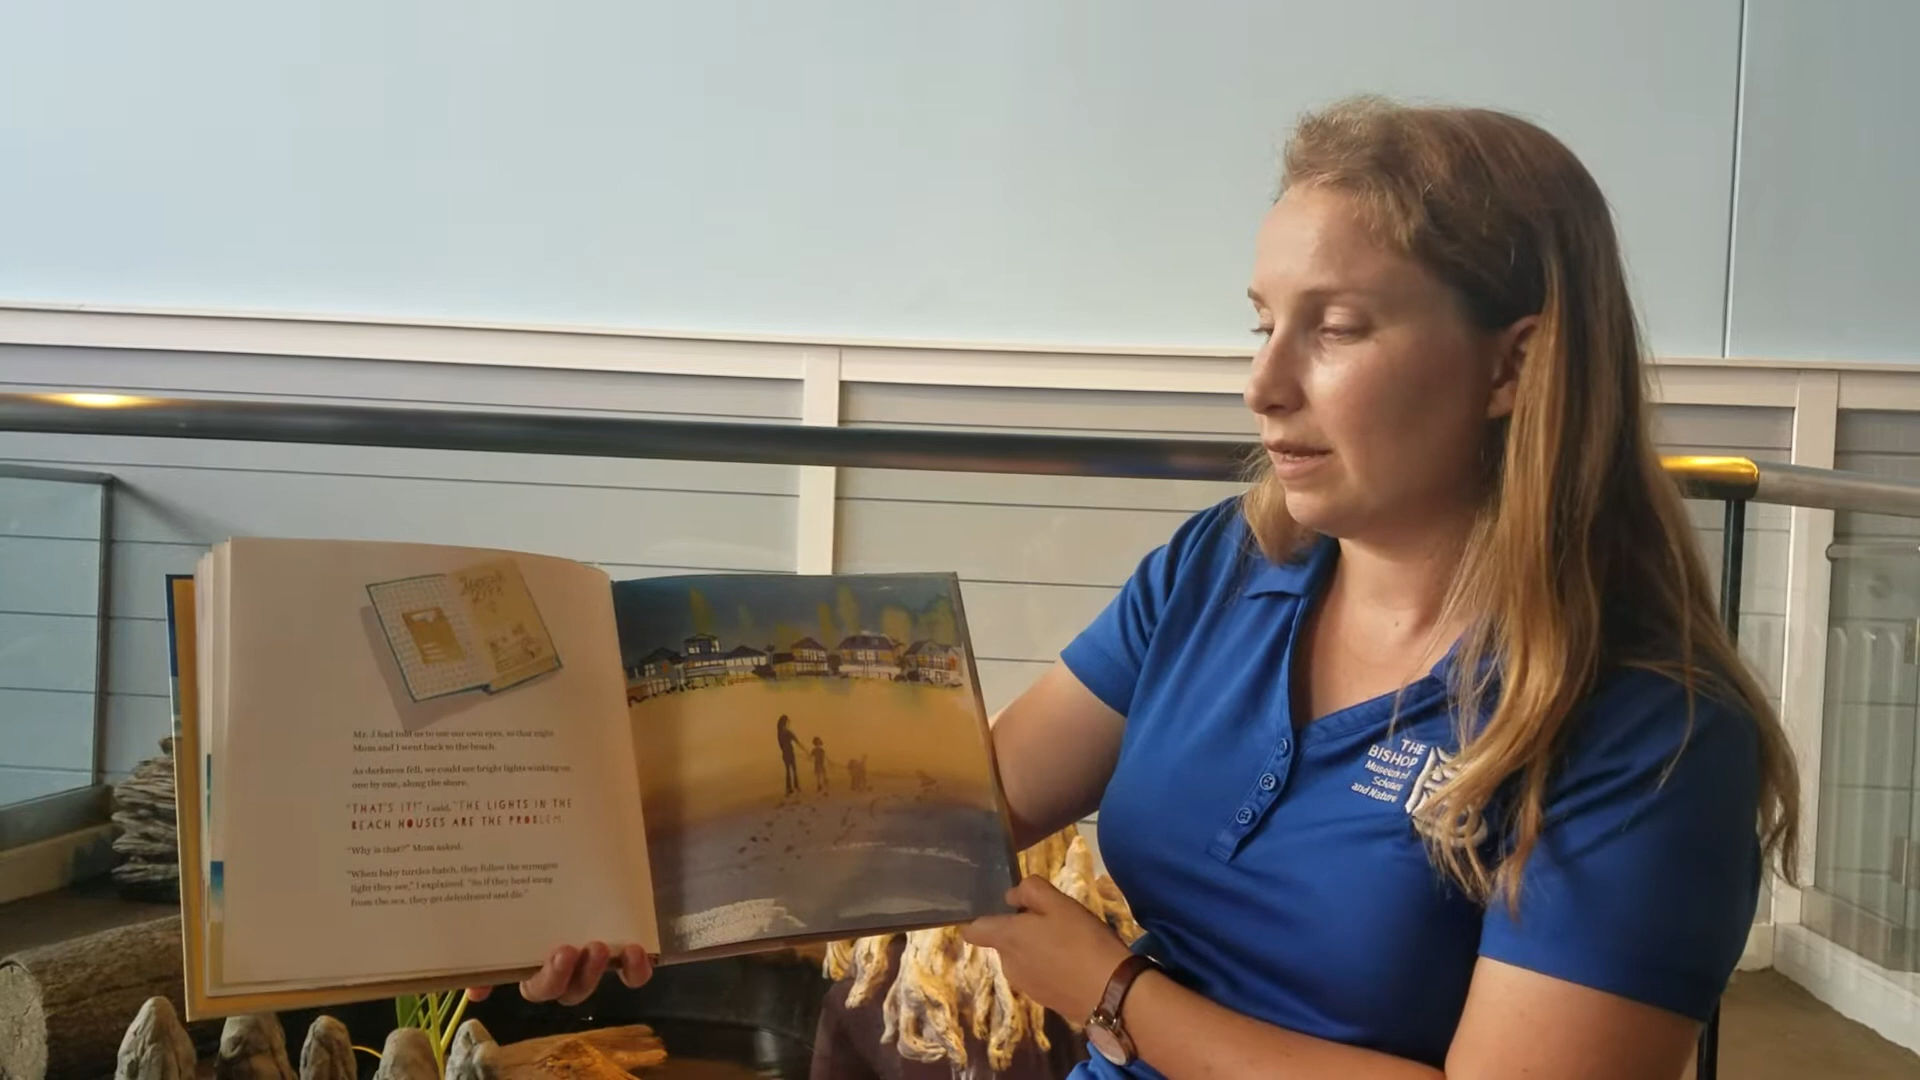 Mr. J had told us to use our own eyes, so that night
Mom and I went back to the beach.
As darkness fell, we could see bright lights winking on,
one by one, along the shore.
"THAT'S IT!" I said. "THE LIGHTS IN THE
BEACH HOUSES ARE THE PROBLEM."
"Why is that?" Mom asked.
"When baby turtles hatch, they follow the strongest
light they see," I explained. "So if they head away
from the sea, they get dehydrated and die."
THE
BISHOP
Museum of
Science
and Nature